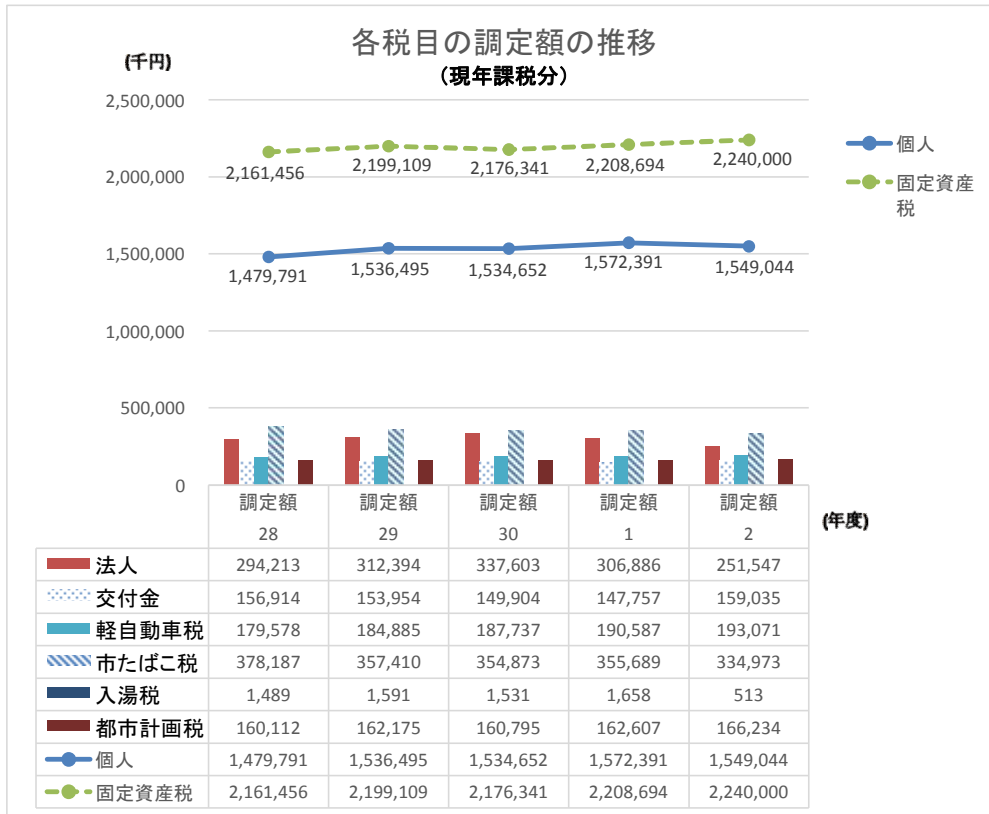 各税目の調定額の推移
（現年課税分）
(千円)
2,500,000
2,000,000
1,500,000
1,000,000
500,000
0
2,161,456 2,199,109 2,176,341 2,208,694 2,240,000
1,479,791 1,536,495 1,534,652 1,572,391 1,549,044
個人
固定資産
税
調定額 調定額 調定額 調定額 調定額
28 29 30 1 2
(年度)
法人 294,213 312,394 337,603 306,886 251,547
交付金 156,914 153,954 149,904 147,757 159,035
軽自動車税 179,578 184,885 187,737 190,587 193,071
市たばこ税 378,187 357,410 354,873 355,689 334,973
入湯税 1,489 1,591 1,531 1,658 513
都市計画税 160,112 162,175 160,795 162,607 166,234
個人 1,479,791 1,536,495 1,534,652 1,572,391 1,549,044
固定資産税 2,161,456 2,199,109 2,176,341 2,208,694 2,240,000